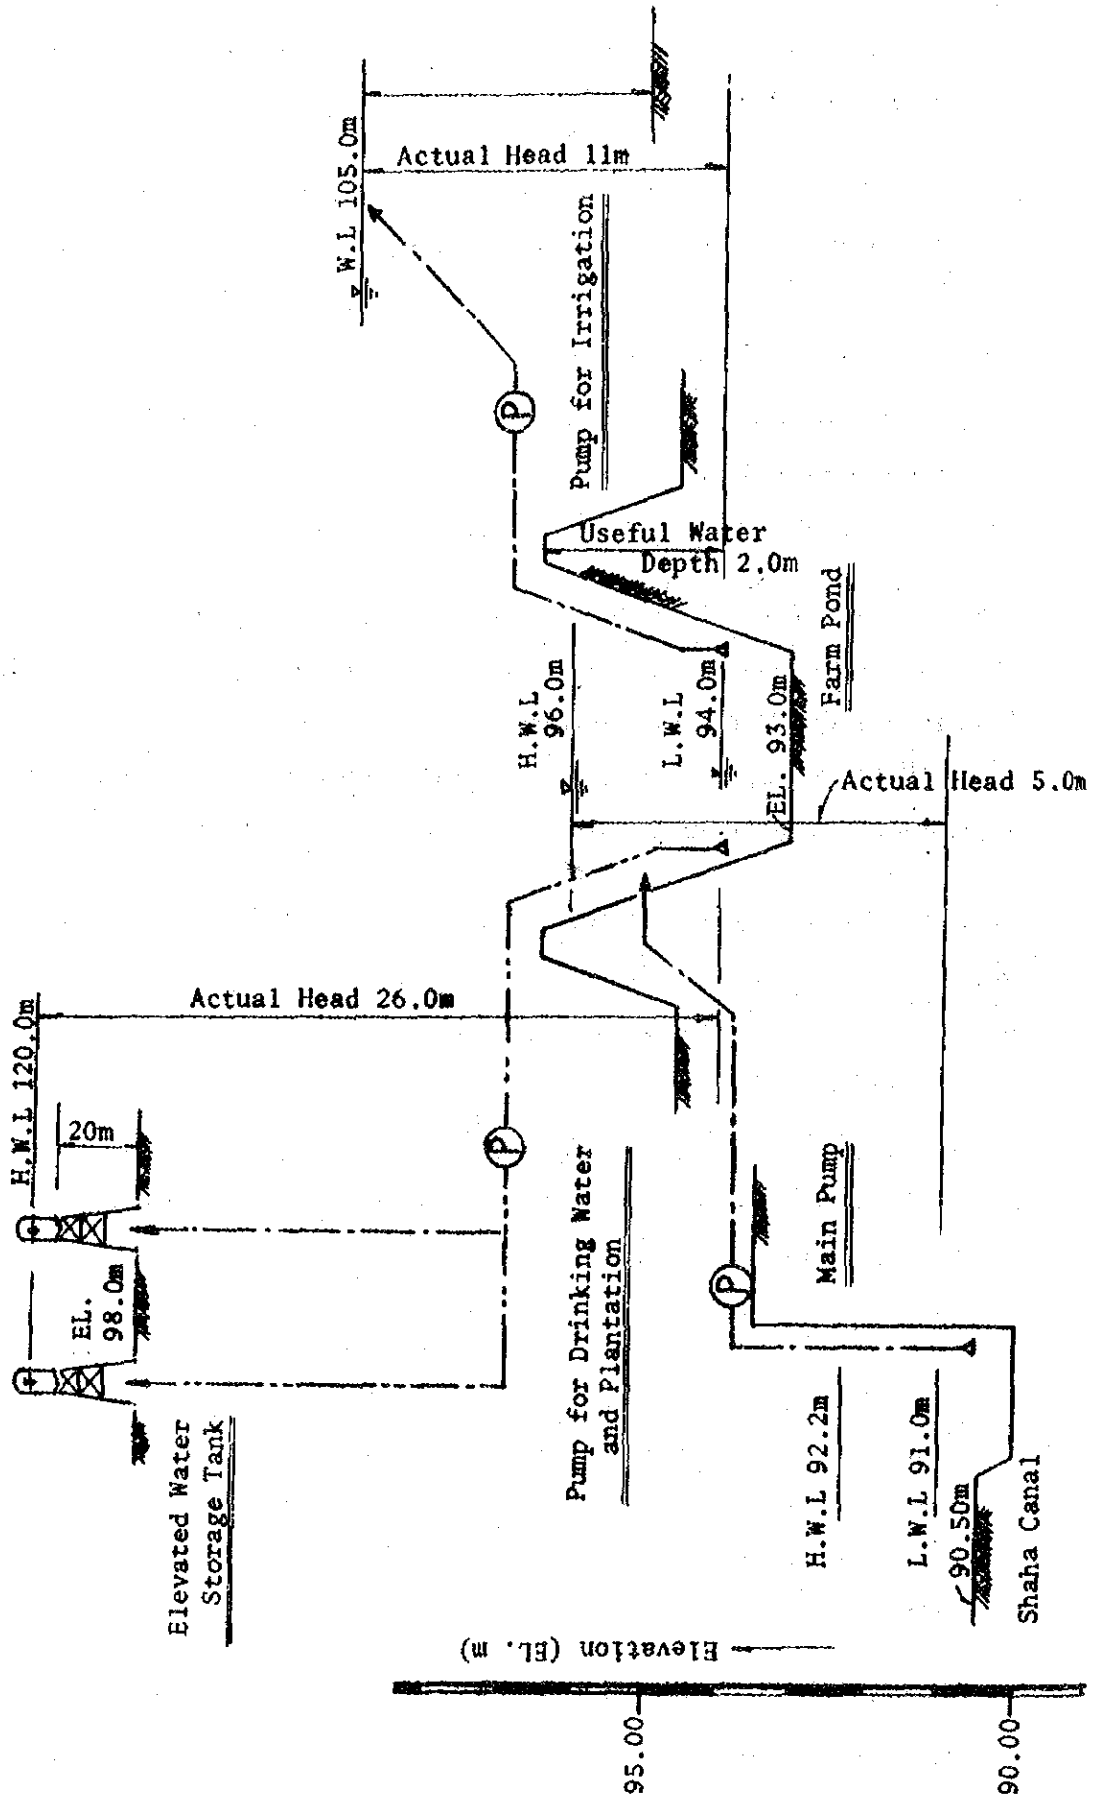 H.W.L 120.0m
20m
EL.
98.0m
Elevated Water
Storage Tank
Actual Head 26.0m
W.L 105.0m
Actual Head 11m
P
Pump for Irrigation
Useful Water
Depth 2.0m
Farm Pond
H.W.L
96.0m
L.W.L
94.0m
EL. 93.0m
Actual Head 5.0m
P
Pump for Drinking Water
and Plantation
P
Main Pump
H.W.L 92.2m
L.W.L 91.0m
90.50m
Shaha Canal
Elevation (EL. m)
95.00
90.00